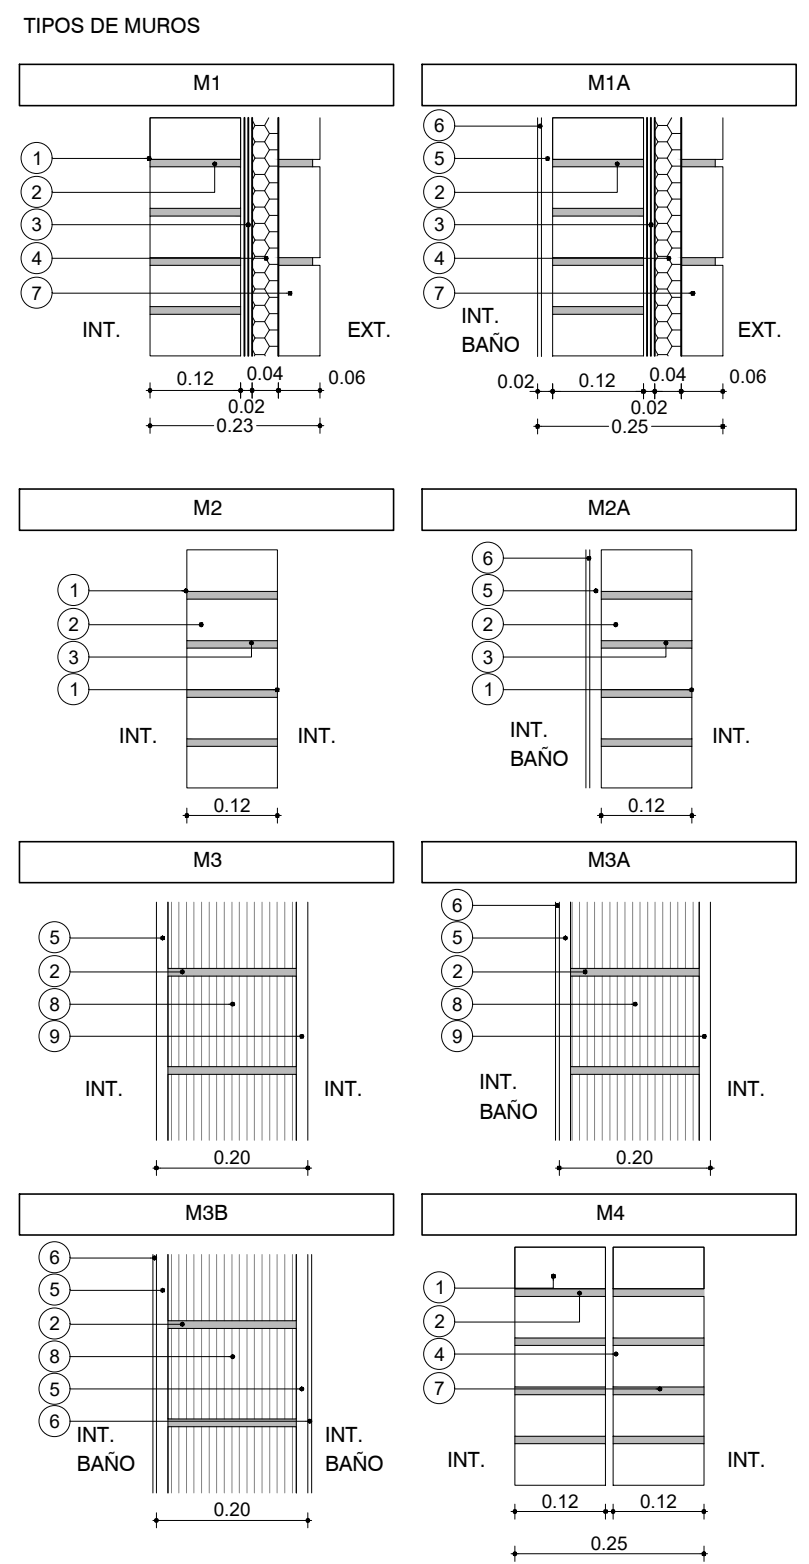 TIPOS DE MUROS
M1
1
2
3
4
7
INT.
EXT.
0.12
0.04
0.06
0.02
0.23
M1A
6
5
2
3
4
7
INT.
BAÑO
EXT.
0.02
0.12
0.04
0.06
0.02
0.25
M2
1
2
3
1
INT.
INT.
0.12
M2A
6
5
2
3
1
INT.
BAÑO
INT.
0.12
M3
5
2
8
9
INT.
INT.
0.20
M3A
6
5
2
8
9
INT.
BAÑO
INT.
0.20
M3B
6
5
2
8
5
6
INT.
BAÑO
INT.
BAÑO
0.20
M4
1
2
4
7
INT.
INT.
0.12
0.12
0.25